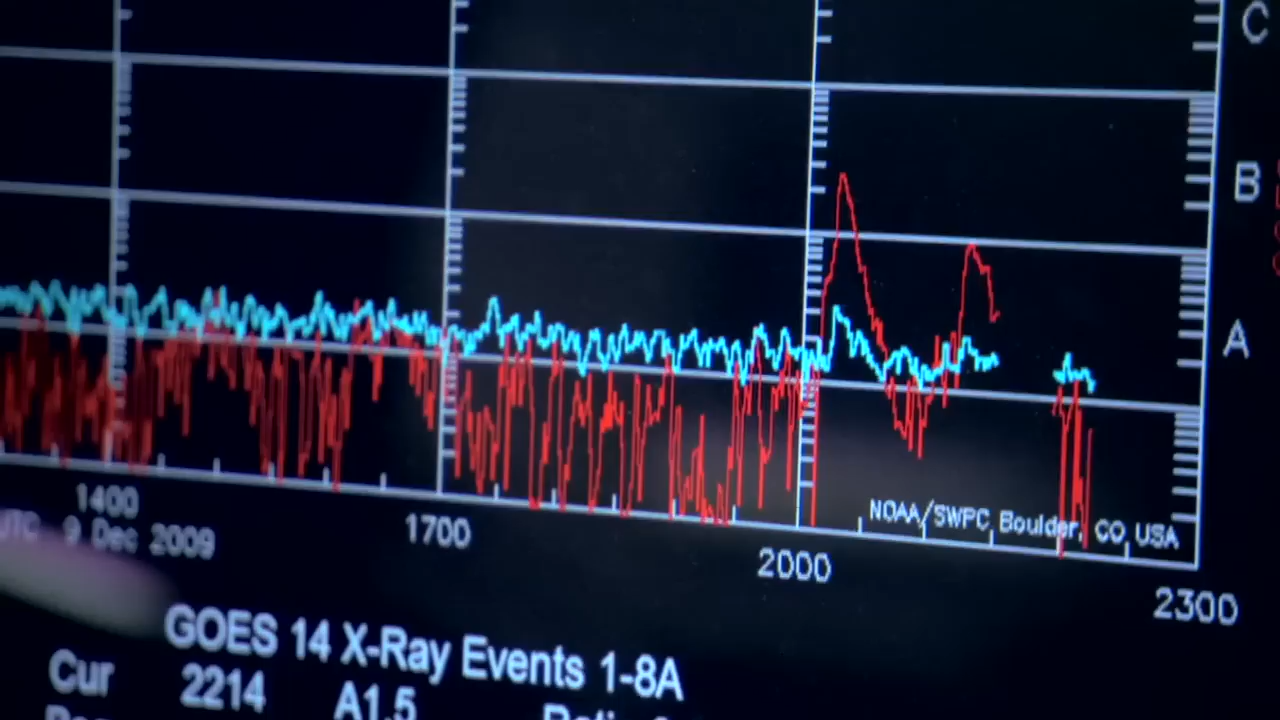 C
B
A
NOAA/SWPC Boulder, CO USA
1400
1700
2000
2300
UTC 9 Dec 2009
GOES 14 X-Ray Events 1-8A
Cur 2214 A1.5